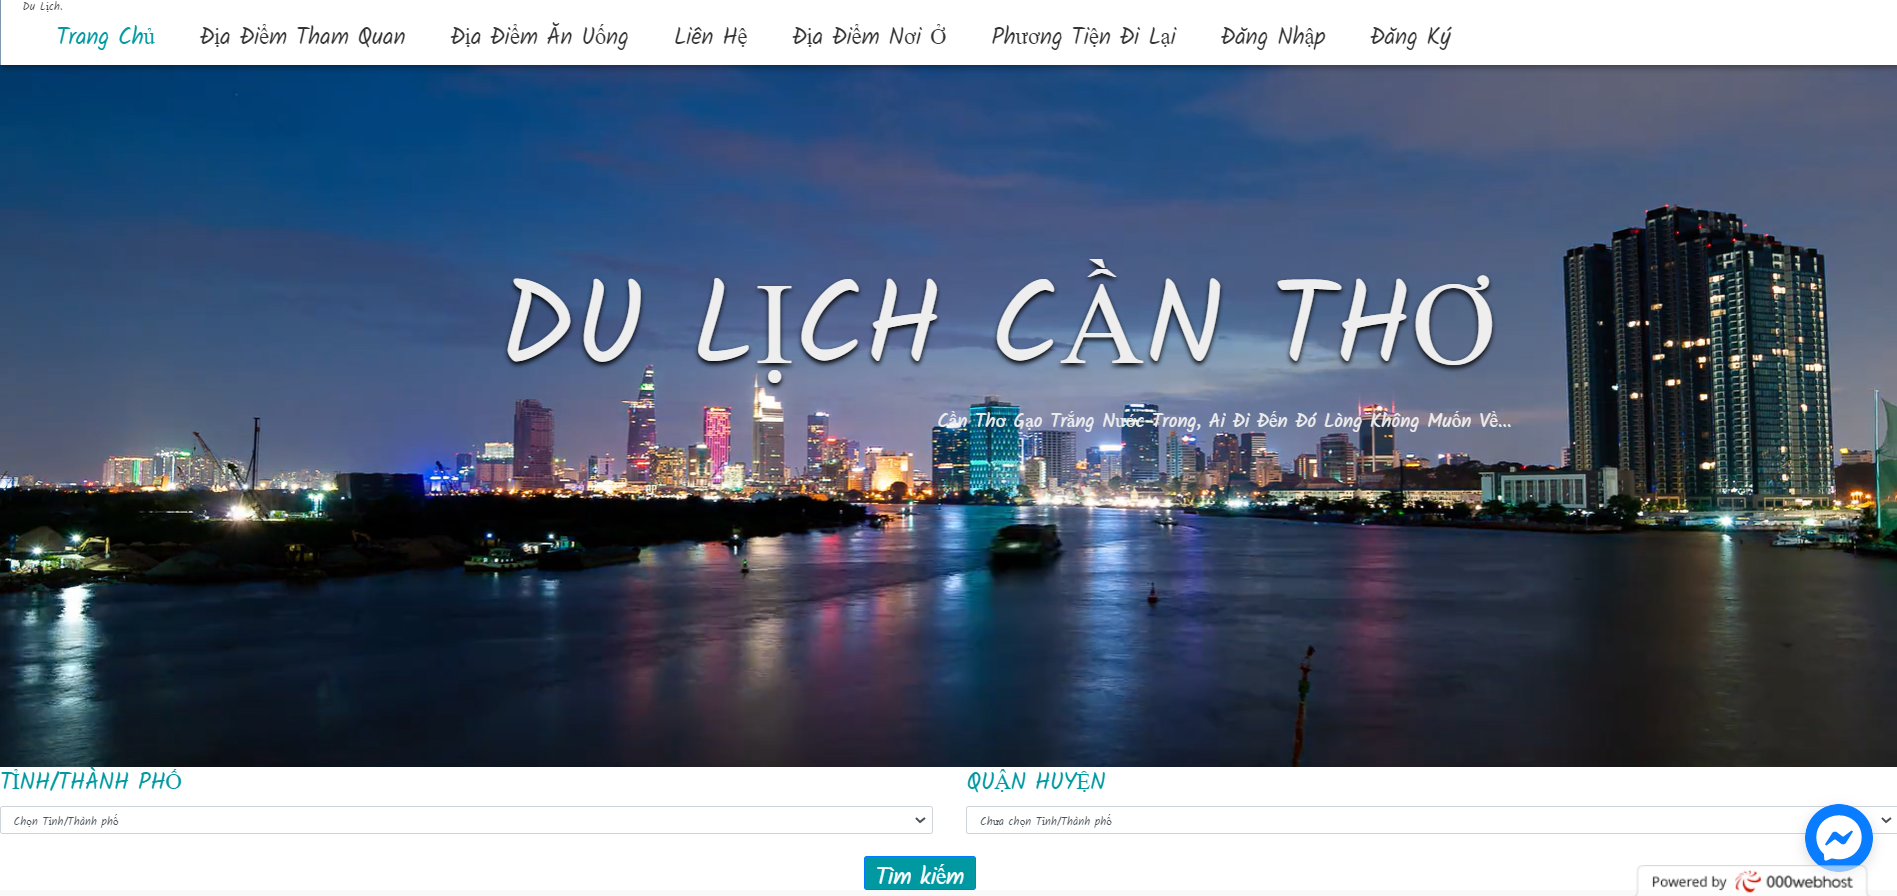 Du Lịch.
Trang Chủ Địa Điểm Tham Quan Địa Điểm Ăn Uống Liên Hệ Địa Điểm Nơi Ở Phương Tiện Đi Lại Đăng Nhập Đăng Ký
DU LỊCH CẦN THƠ
Cần Thơ Gạo Trắng Nước Trong, Ai Đi Đến Đó Lòng Không Muốn Về...
TỈNH/THÀNH PHỐ QUẬN HUYỆN
Chọn Tỉnh/Thành phố Chưa chọn Tỉnh/Thành phố
Tìm kiếm
Powered by 000webhost